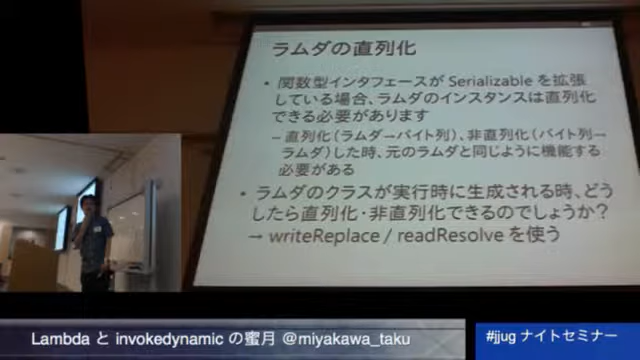 ラムダの直列化
• 関数型インタフェースが Serializable を拡張
している場合、ラムダのインスタンスは直列化
できる必要があります
– 直列化(ラムダ→バイト列)、非直列化(バイト列→
ラムダ)した時、元のラムダと同じように機能する
必要がある
• ラムダのクラスが実行時に生成される時、どう
したら直列化・非直列化できるのでしょうか?
→ writeReplace / readResolve を使う
Lambda と invokedynamic の蜜月 @miyakawa_taku
#jjug ナイトセミナー